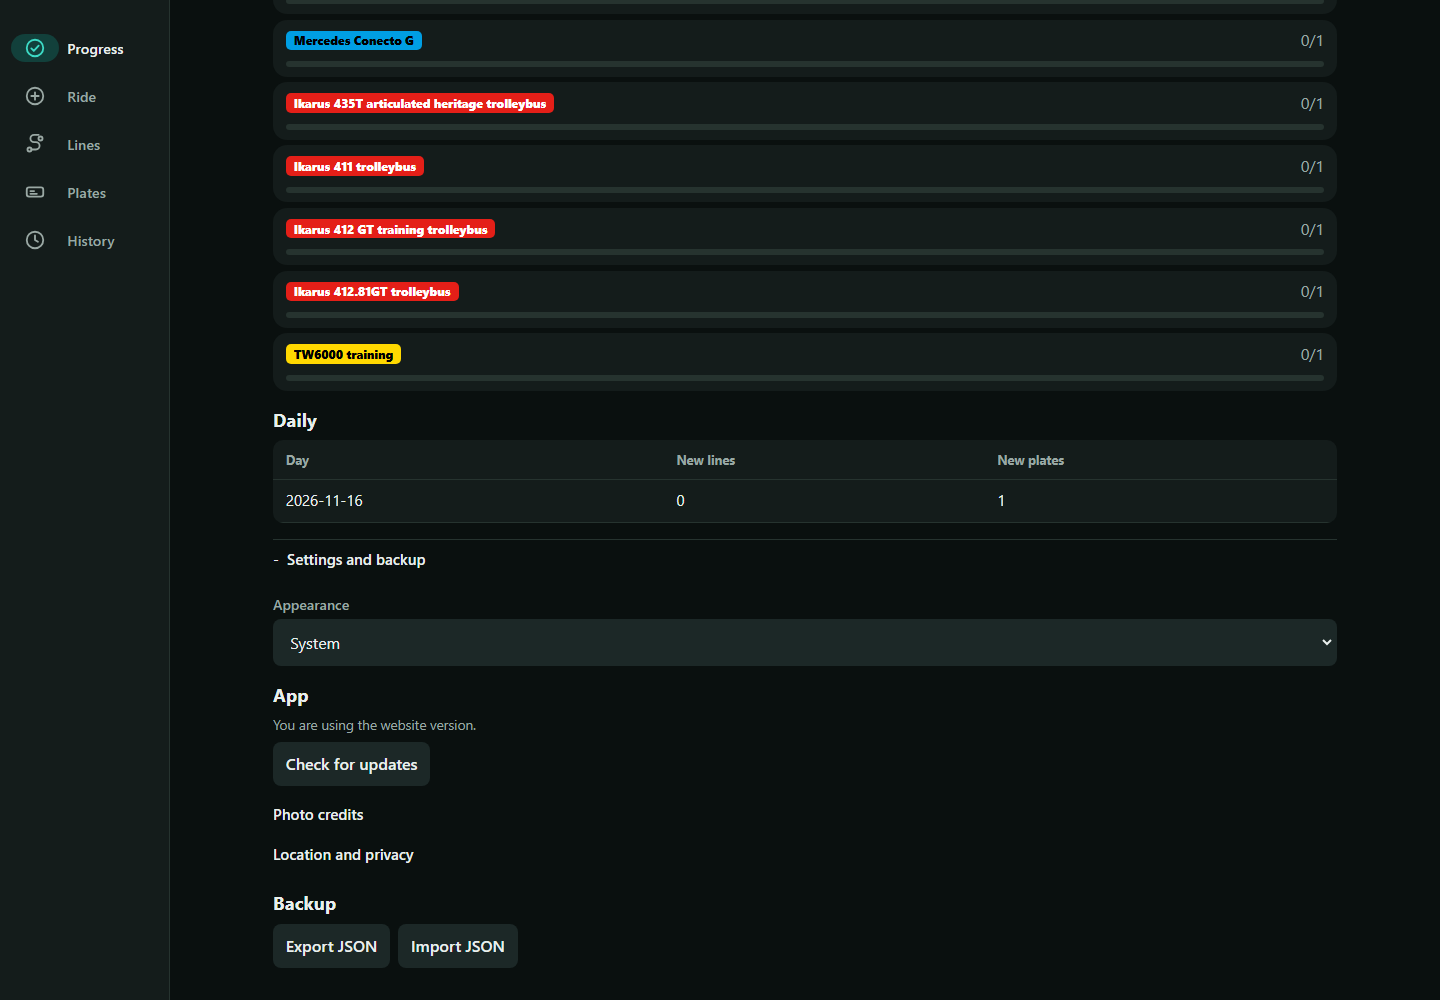 Progress
Ride
Lines
Plates
History
Mercedes Conecto G 0/1
Ikarus 435T articulated heritage trolleybus 0/1
Ikarus 411 trolleybus 0/1
Ikarus 412 GT training trolleybus 0/1
Ikarus 412.81GT trolleybus 0/1
TW6000 training 0/1
Daily
Day New lines New plates
2026-11-16 0 1
- Settings and backup
Appearance
System
App
You are using the website version.
Check for updates
Photo credits
Location and privacy
Backup
Export JSON Import JSON